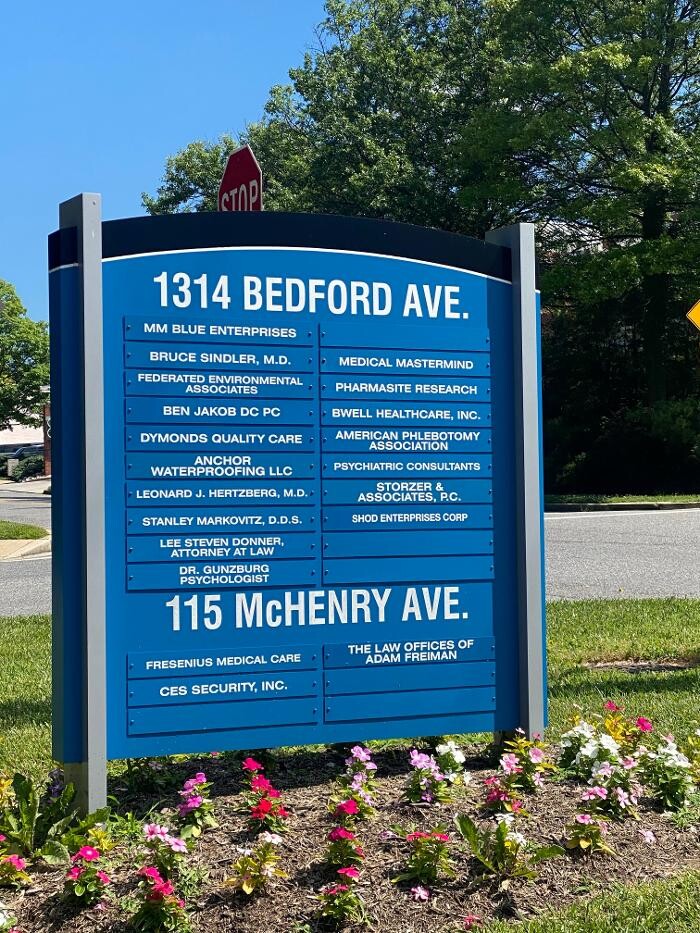 STOP
1314 BEDFORD AVE.
MM BLUE ENTERPRISES
BRUCE SINDLER, M.D.
FEDERATED ENVIRONMENTAL
ASSOCIATES
BEN JAKOB DC PC
DYMONDS QUALITY CARE
ANCHOR
WATERPROOFING LLC
LEONARD J. HERTZBERG, M.D.
STANLEY MARKOVITZ, D.D.S.
LEE STEVEN DONNER,
ATTORNEY AT LAW
DR. GUNZBURG
PSYCHOLOGIST
MEDICAL MASTERMIND
PHARMASITE RESEARCH
BWELL HEALTHCARE, INC.
AMERICAN PHLEBOTOMY
ASSOCIATION
PSYCHIATRIC CONSULTANTS
STORZER &
ASSOCIATES, P.C.
SHOD ENTERPRISES CORP
115 McHENRY AVE.
FRESENIUS MEDICAL CARE
CES SECURITY, INC.
THE LAW OFFICES OF
ADAM FREIMAN